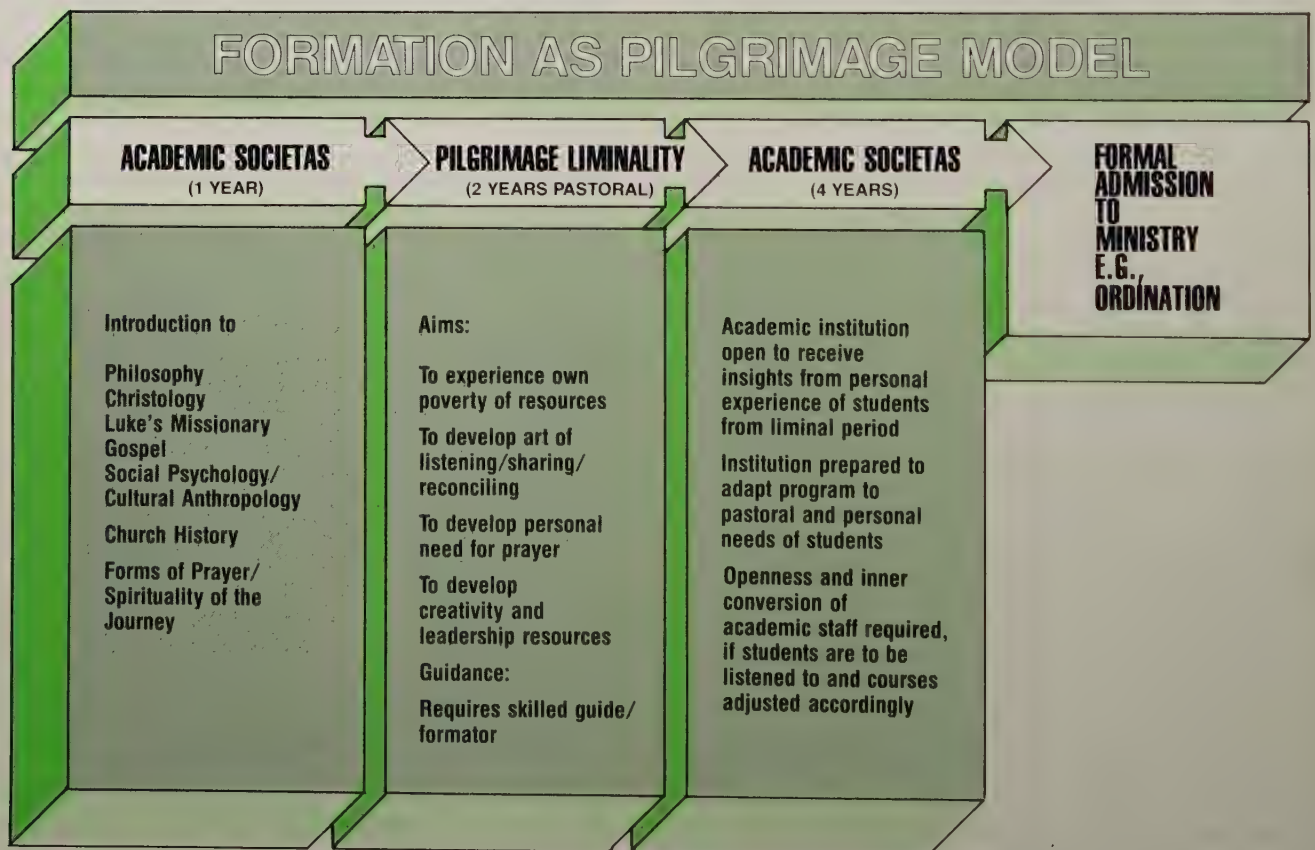 FORMATION AS PILGRIMAGE MODEL
ACADEMIC SOCIETAS
(1 YEAR)
PILGRIMAGE LIMINALITY
(2 YEARS PASTORAL)
ACADEMIC SOCIETAS
(4 YEARS)
FORMAL
ADMISSION
TO
MINISTRY
E.G.,
ORDINATION
Introduction to
Philosophy
Christology
Luke's Missionary
Gospel
Social Psychology/
Cultural Anthropology
Church History
Forms of Prayer/
Spirituality of the
Journey
Aims:
To experience own
poverty of resources
To develop art of
listening/sharing/
reconciling
To develop personal
need for prayer
To develop
creativity and
leadership resources
Guidance:
Requires skilled guide/
formator
Academic institution
open to receive
insights from personal
experience of students
from liminal period
Institution prepared to
adapt program to
pastoral and personal
needs of students
Openness and inner
conversion of
academic staff required,
if students are to be
listened to and courses
adjusted accordingly